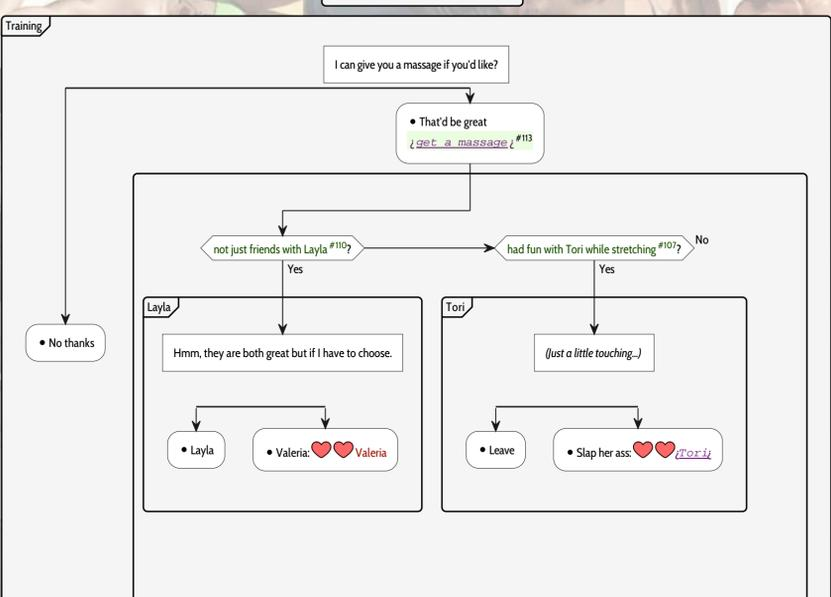 Training
I can give you a massage if you'd like?
• That'd be great
¿get a massage¿ #113
not just friends with Layla #110?
had fun with Tori while stretching #107?
No
Yes
Yes
Layla
Tori
• No thanks
Hmm, they are both great but if I have to choose.
(Just a little touching...)
• Layla
• Valeria: Valeria
• Leave
• Slap her ass: ¿Tori¿